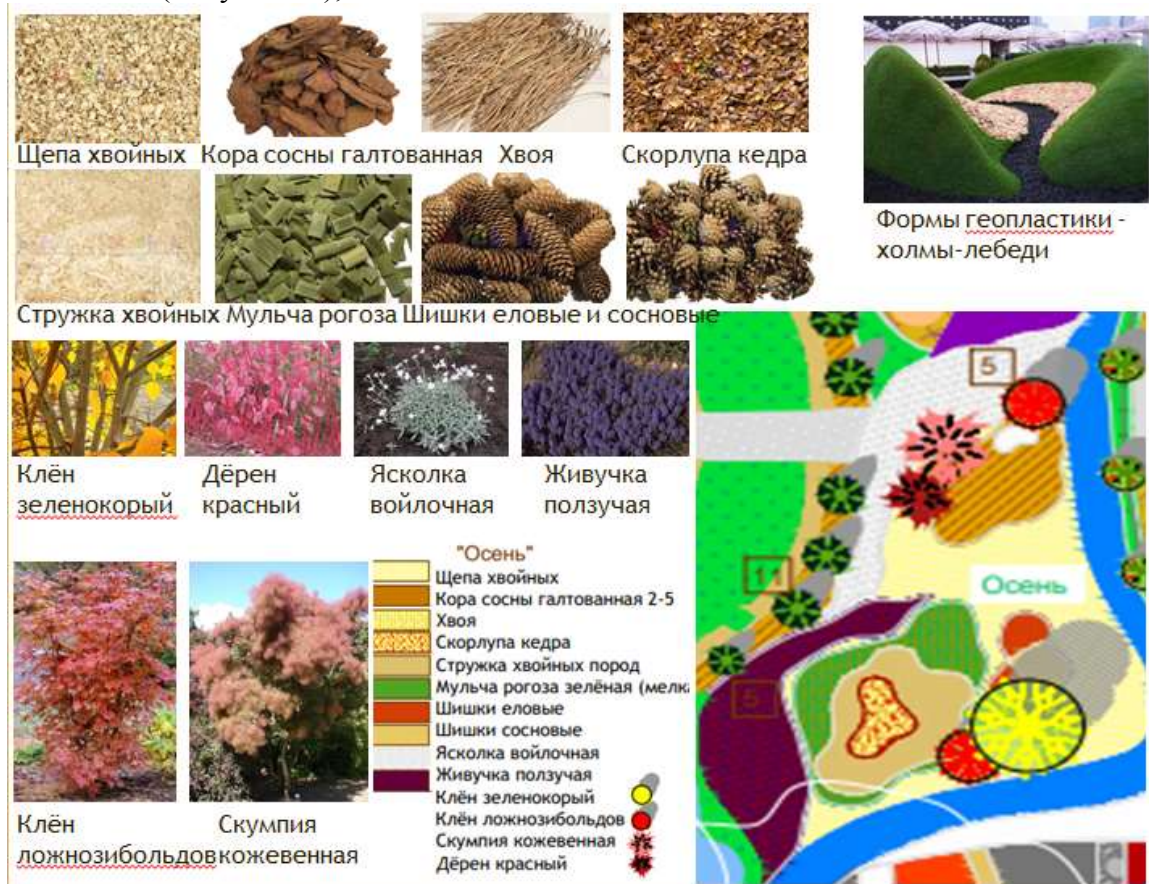 Щепа хвойных Кора сосны галтованная Хвоя Скорлупа кедра
Формы геопластики -
холмы-лебеди
Стружка хвойных Мульча рогоза Шишки еловые и сосновые
Клён
зеленокорый
Дёрен
красный
Ясколка
войлочная
Живучка
ползучая
Клён
ложнозибольдов
Скумпия
кожевенная
"Осень"
Щепа хвойных
Кора сосны галтованная 2-5
Хвоя
Скорлупа кедра
Стружка хвойных пород
Мульча рогоза зелёная
Шишки еловые
Шишки сосновые
Ясколка войлочная
Живучка ползучая
Клён зеленокорый
Клён ложнозибольдов
Скумпия кожевенная
Дёрен красный
5
11
Осень
5